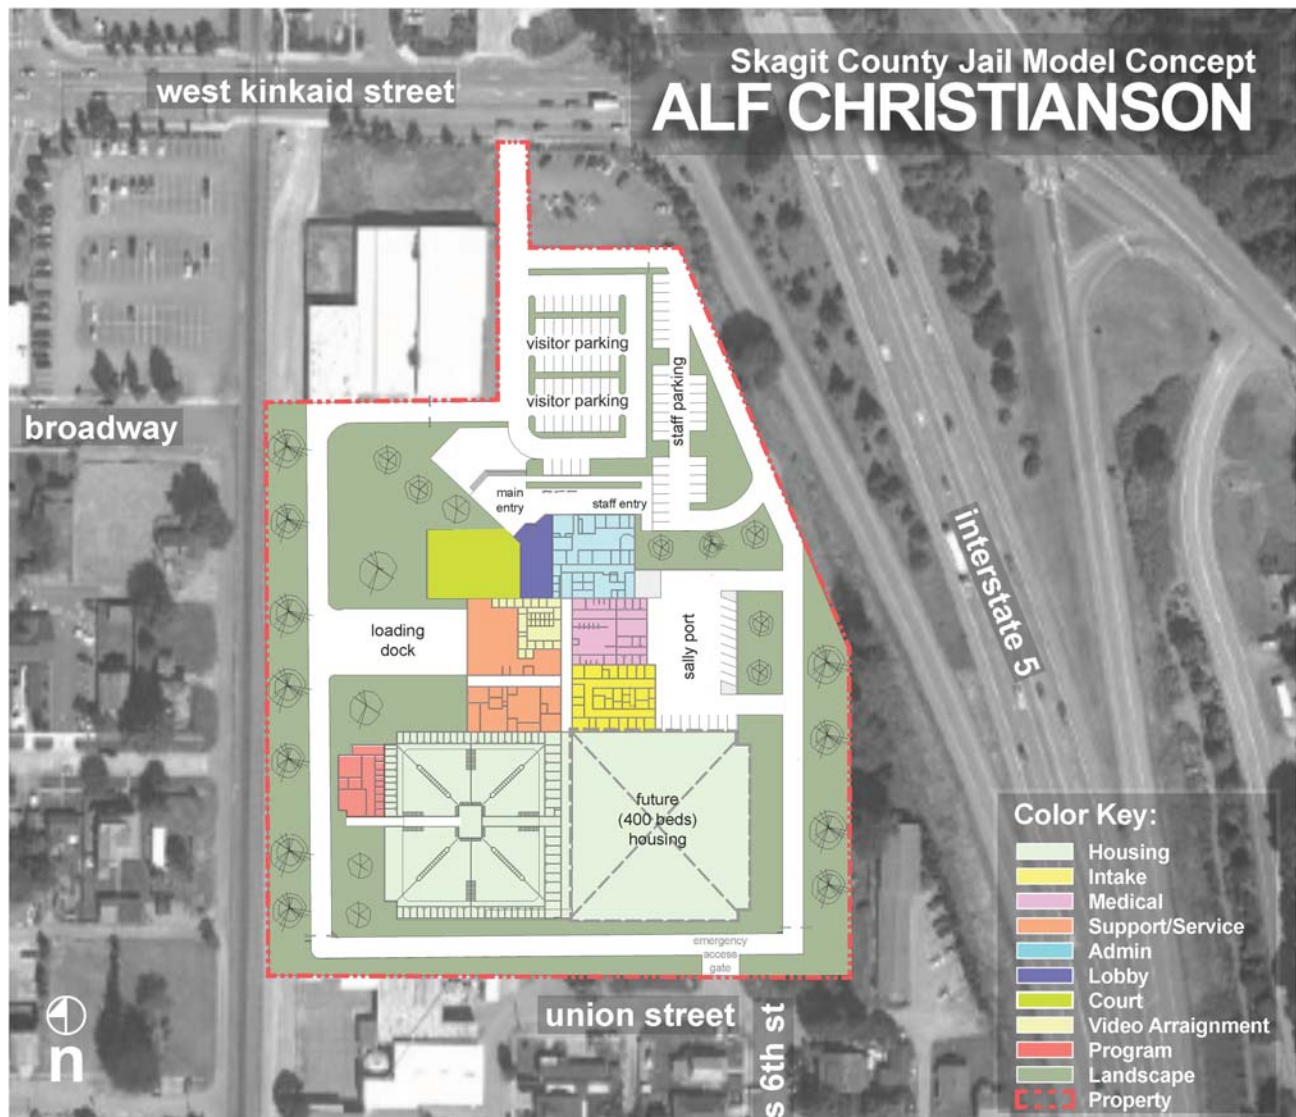 Skagit County Jail Model Concept
ALF CHRISTIANSON
west kinkaid street
visitor parking
visitor parking
staff parking
broadway
main
entry
staff entry
interstate 5
loading
dock
sally port
future
(400 beds)
housing
emergency
access
gate
union street
s 6th st
n
Color Key:
Housing
Intake
Medical
Support/Service
Admin
Lobby
Court
Video Arraignment
Program
Landscape
Property